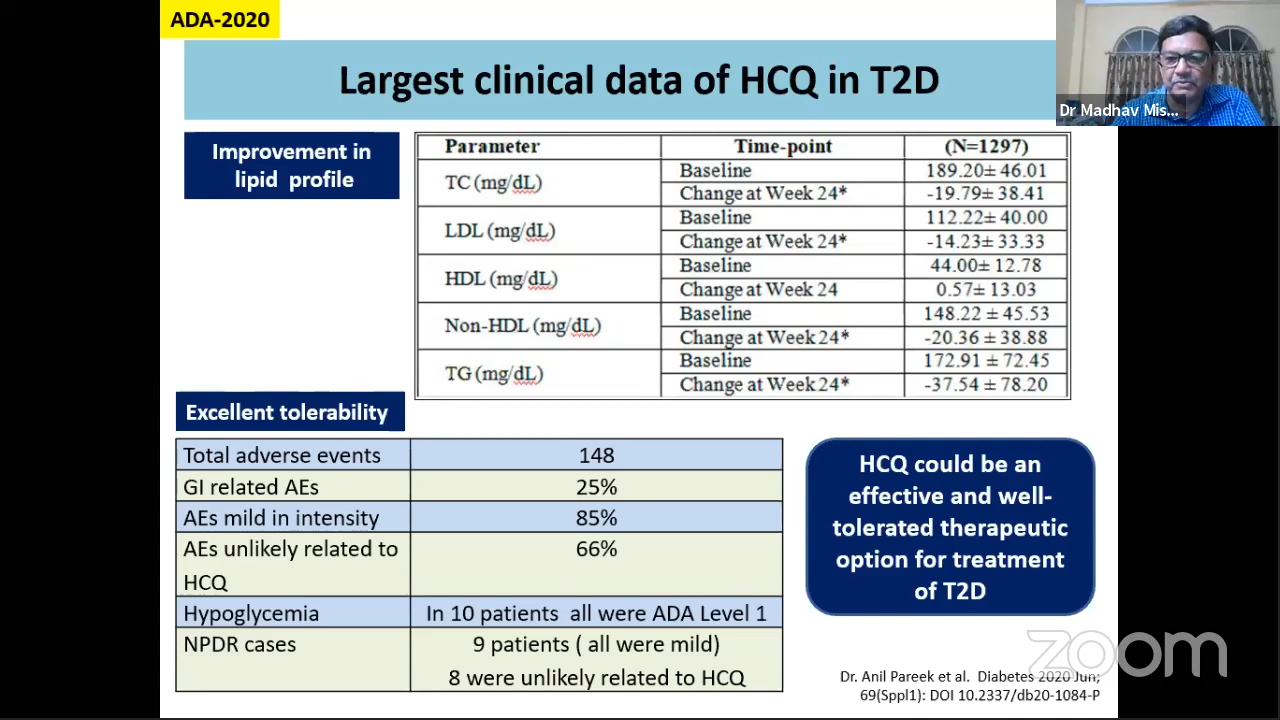 ADA-2020
Largest clinical data of HCQ in T2D
Dr Madhav Mis...
Improvement in
lipid profile
Parameter Time-point (N=1297)
TC (mg/dL) Baseline 189.20± 46.01
Change at Week 24* -19.79± 38.41
LDL (mg/dL) Baseline 112.22± 40.00
Change at Week 24* -14.23± 33.33
HDL (mg/dL) Baseline 44.00± 12.78
Change at Week 24 0.57± 13.03
Non-HDL (mg/dL) Baseline 148.22 ± 45.53
Change at Week 24* -20.36 ± 38.88
TG (mg/dL) Baseline 172.91 ± 72.45
Change at Week 24* -37.54 ± 78.20
Excellent tolerability
Total adverse events 148
GI related AEs 25%
AEs mild in intensity 85%
AEs unlikely related to 66%
HCQ
Hypoglycemia In 10 patients all were ADA Level 1
NPDR cases 9 patients ( all were mild)
8 were unlikely related to HCQ
HCQ could be an
effective and well-
tolerated therapeutic
option for treatment
of T2D
zoom
Dr. Anil Pareek et al. Diabetes 2020 Jun;
69(Suppl1): DOI 10.2337/db20-1084-P